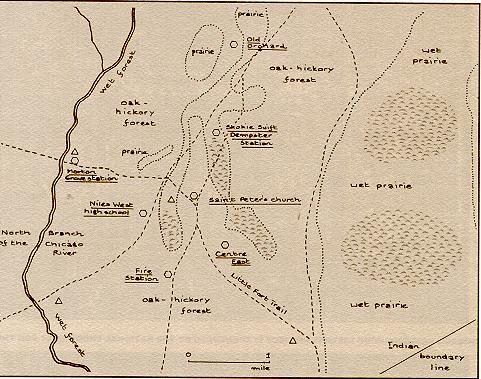 prairie
Old
Orchard
prairie
wet
prairie
oak-hickory
forest
wet forest
oak-
hickory
forest
Skokie Swift
Dempster
Station
prairie
Morton
Grove station
wet prairie
Niles West
high school
Saint Peter's church
North Branch
of the Chicago
River
Centre
East
Fire
Station
Little Fort Trail
oak-hickory
forest
wet prairie
wet forest
Indian
boundary
line
0 1
mile